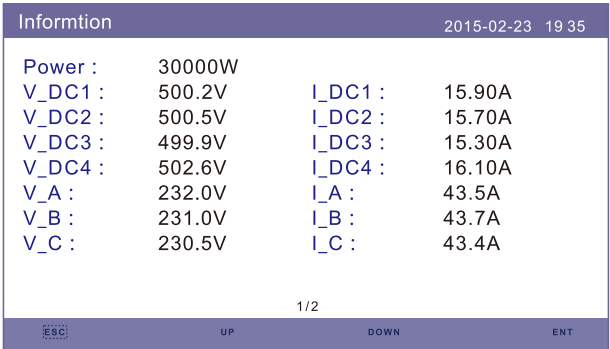 Informtion 2015-02-23 19 35
Power : 30000W
V_DC1 : 500.2V I_DC1 : 15.90A
V_DC2 : 500.5V I_DC2 : 15.70A
V_DC3 : 499.9V I_DC3 : 15.30A
V_DC4 : 502.6V I_DC4 : 16.10A
V_A : 232.0V I_A : 43.5A
V_B : 231.0V I_B : 43.7A
V_C : 230.5V I_C : 43.4A
1/2
ESC UP DOWN ENT